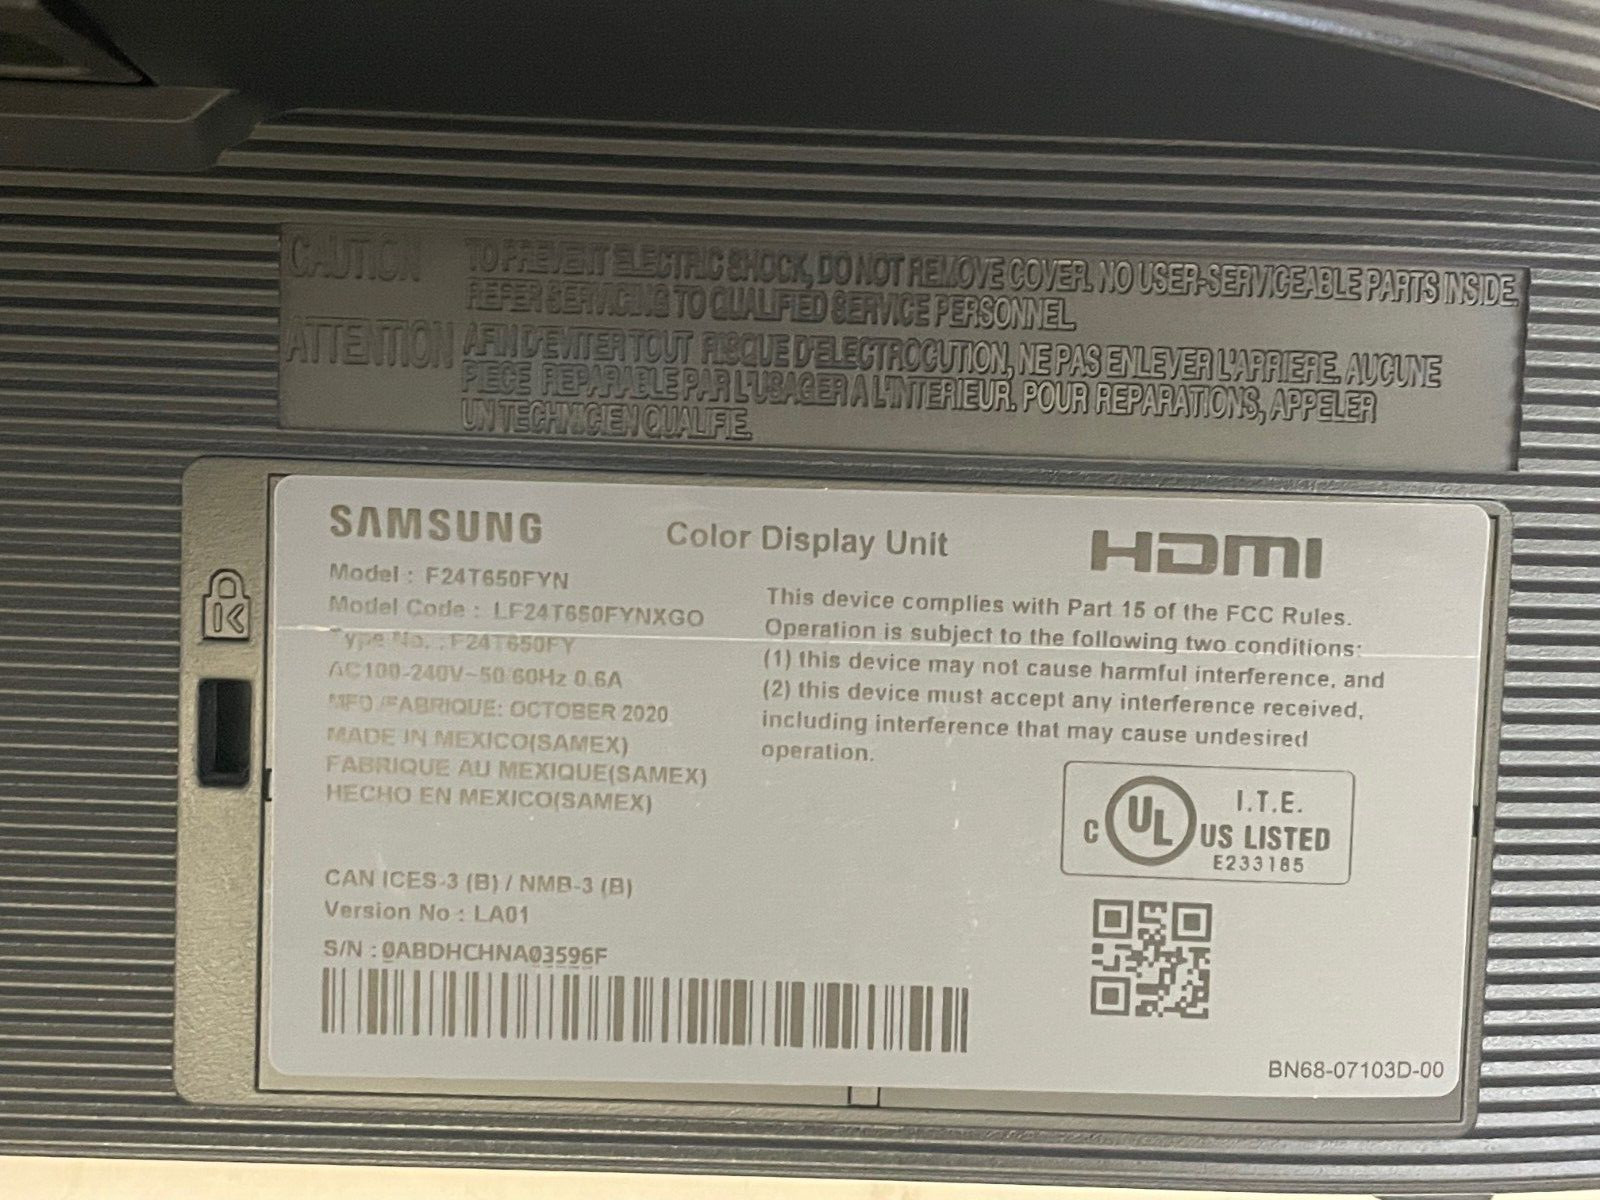 CAUTION TO PREVENT ELECTRIC SHOCK, DO NOT REMOVE COVER. NO USER-SERVICEABLE PARTS INSIDE.
REFER SERVICING TO QUALIFIED SERVICE PERSONNEL.
ATTENTION AFIN D'EVITER TOUT RISQUE D'ELECTROCUTION, NE PAS ENLEVER L'ARRIERE. AUCUNE
PIECE REPARABLE PAR L'USAGER A L'INTERIEUR. POUR REPARATIONS, APPELER
UN TECHNICIEN QUALIFIE.
SAMSUNG
Color Display Unit
HDMI
Model : F24T650FYN
Model Code : LF24T650FYNXGO
Type No. : F24T650FY
AC100-240V~50/60Hz 0.6A
MFD /FABRIQUE: OCTOBER 2020
MADE IN MEXICO(SAMEX)
FABRIQUE AU MEXIQUE(SAMEX)
HECHO EN MEXICO(SAMEX)
This device complies with Part 15 of the FCC Rules.
Operation is subject to the following two conditions:
(1) this device may not cause harmful interference, and
(2) this device must accept any interference received,
including interference that may cause undesired
operation.
C UL US LISTED
I.T.E.
E233185
CAN ICES-3 (B) / NMB-3 (B)
Version No : LA01
S/N : 0ABDHCHNA03596F
BN68-07103D-00
K